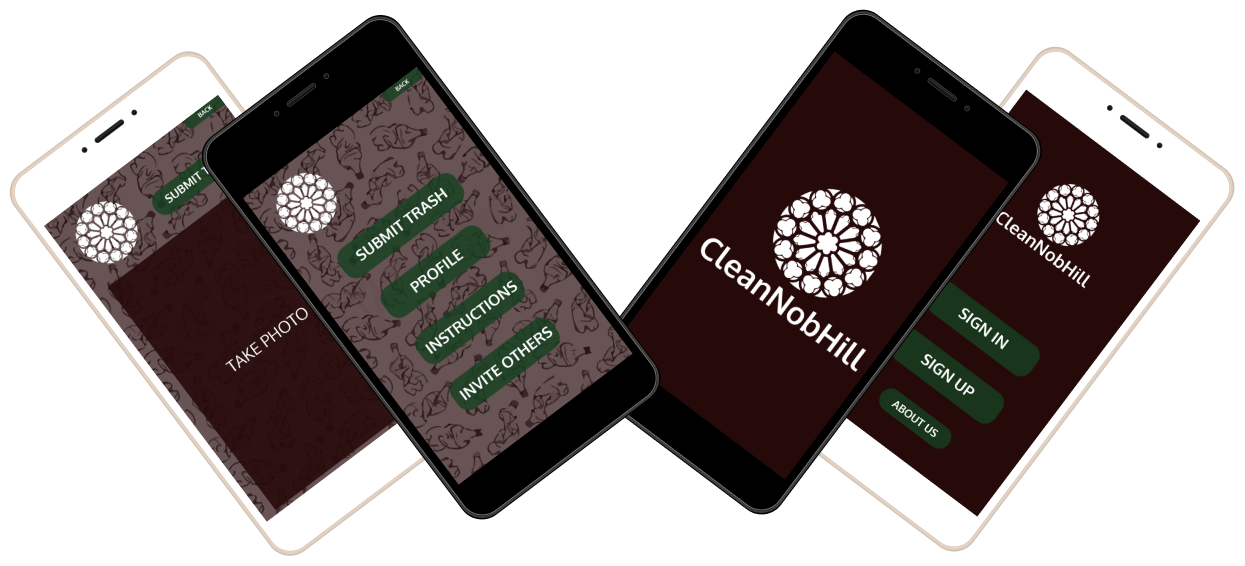 BACK
SUBMIT T
TAKE PHOTO
BACK
SUBMIT TRASH
PROFILE
INSTRUCTIONS
INVITE OTHERS
CleanNobHill
CleanNobHill
SIGN IN
SIGN UP
ABOUT US